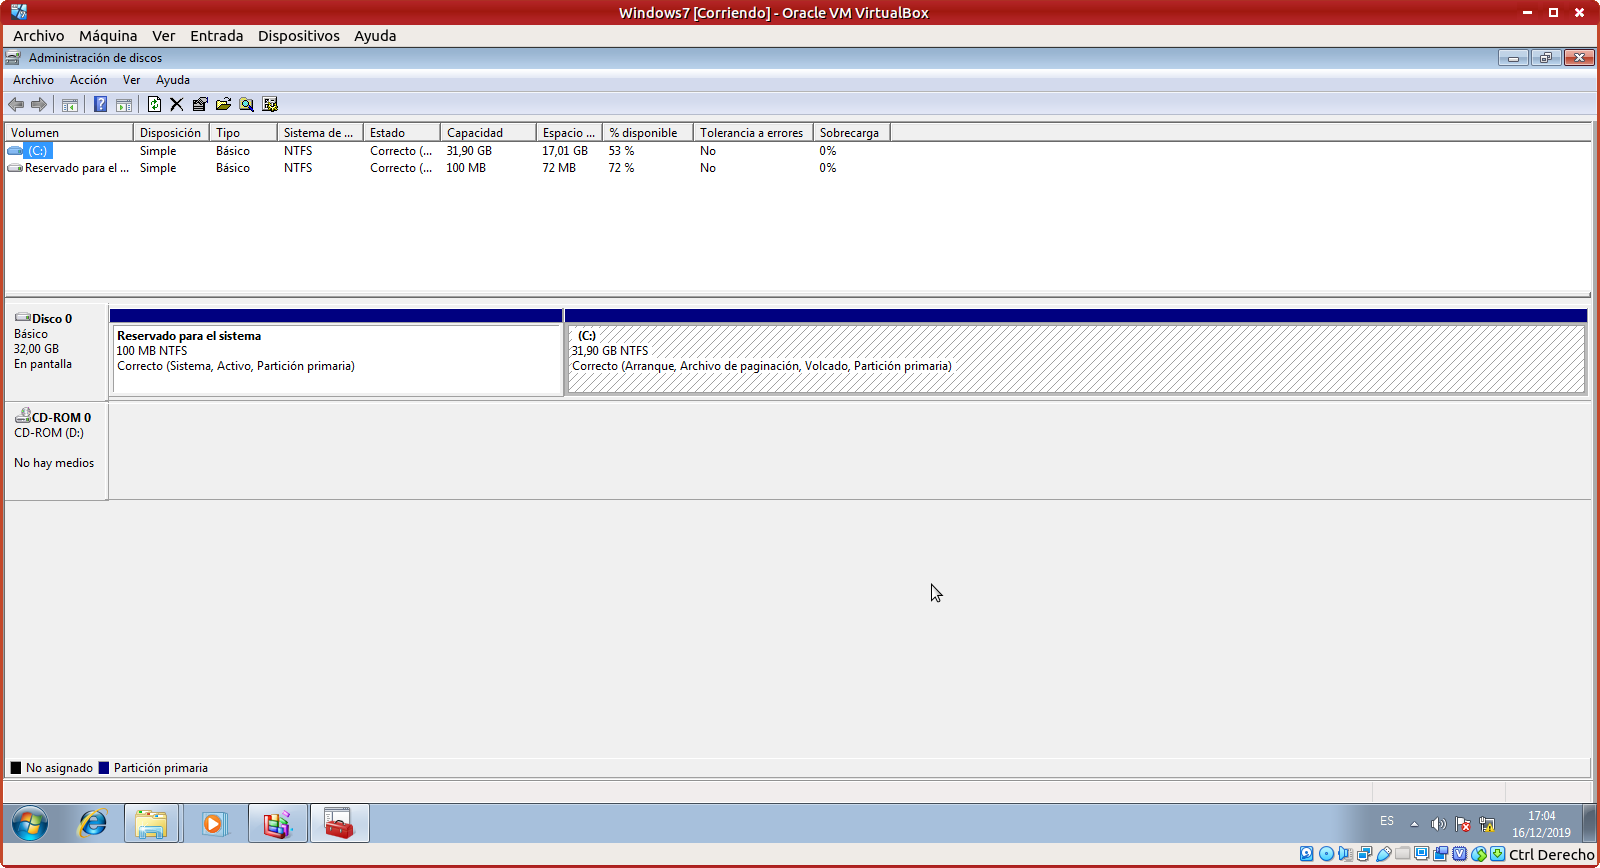 Windows7 [Corriendo] - Oracle VM VirtualBox
Archivo Máquina Ver Entrada Dispositivos Ayuda
Administración de discos
Archivo Acción Ver Ayuda
Volumen Disposición Tipo Sistema de ... Estado Capacidad Espacio ... % disponible Tolerancia a errores Sobrecarga
(C:) Simple Básico NTFS Correcto (... 31,90 GB 17,01 GB 53 % No 0%
Reservado para el ... Simple Básico NTFS Correcto (... 100 MB 72 MB 72 % No 0%
Disco 0
Básico
32,00 GB
En pantalla
Reservado para el sistema
100 MB NTFS
Correcto (Sistema, Activo, Partición primaria)
(C:)
31,90 GB NTFS
Correcto (Arranque, Archivo de paginación, Volcado, Partición primaria)
CD-ROM 0
CD-ROM (D:)
No hay medios
No asignado Partición primaria
ES
17:04
16/12/2019
Ctrl Derecho